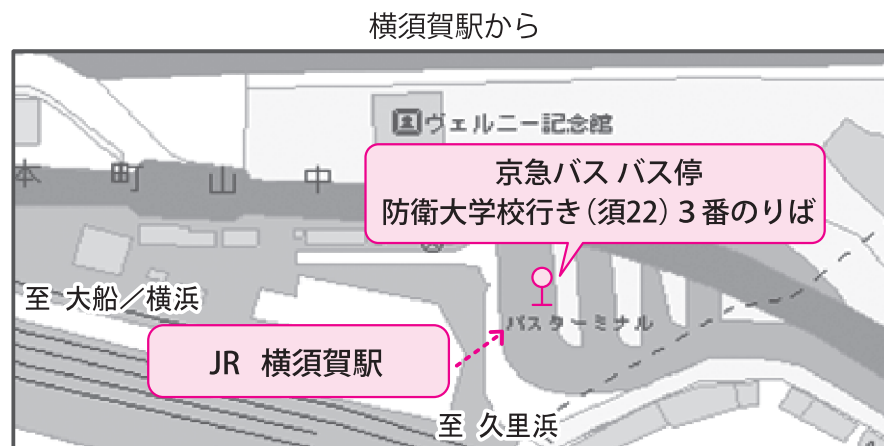 横須賀駅から
ヴェルニー記念館
本町山中
京急バス バス停
防衛大学校行き（須22）３番のりば
至 大船／横浜
バスターミナル
JR 横須賀駅
至 久里浜